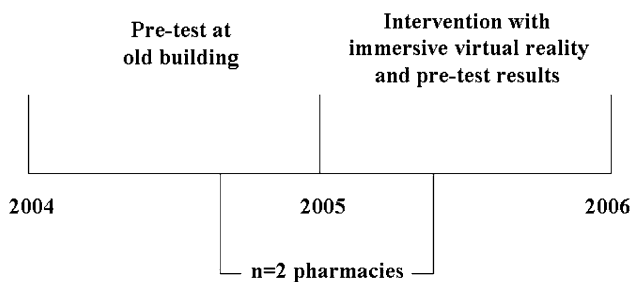 Pre-test at
old building
Intervention with
immersive virtual reality
and pre-test results
2004
2005
2006
n=2 pharmacies